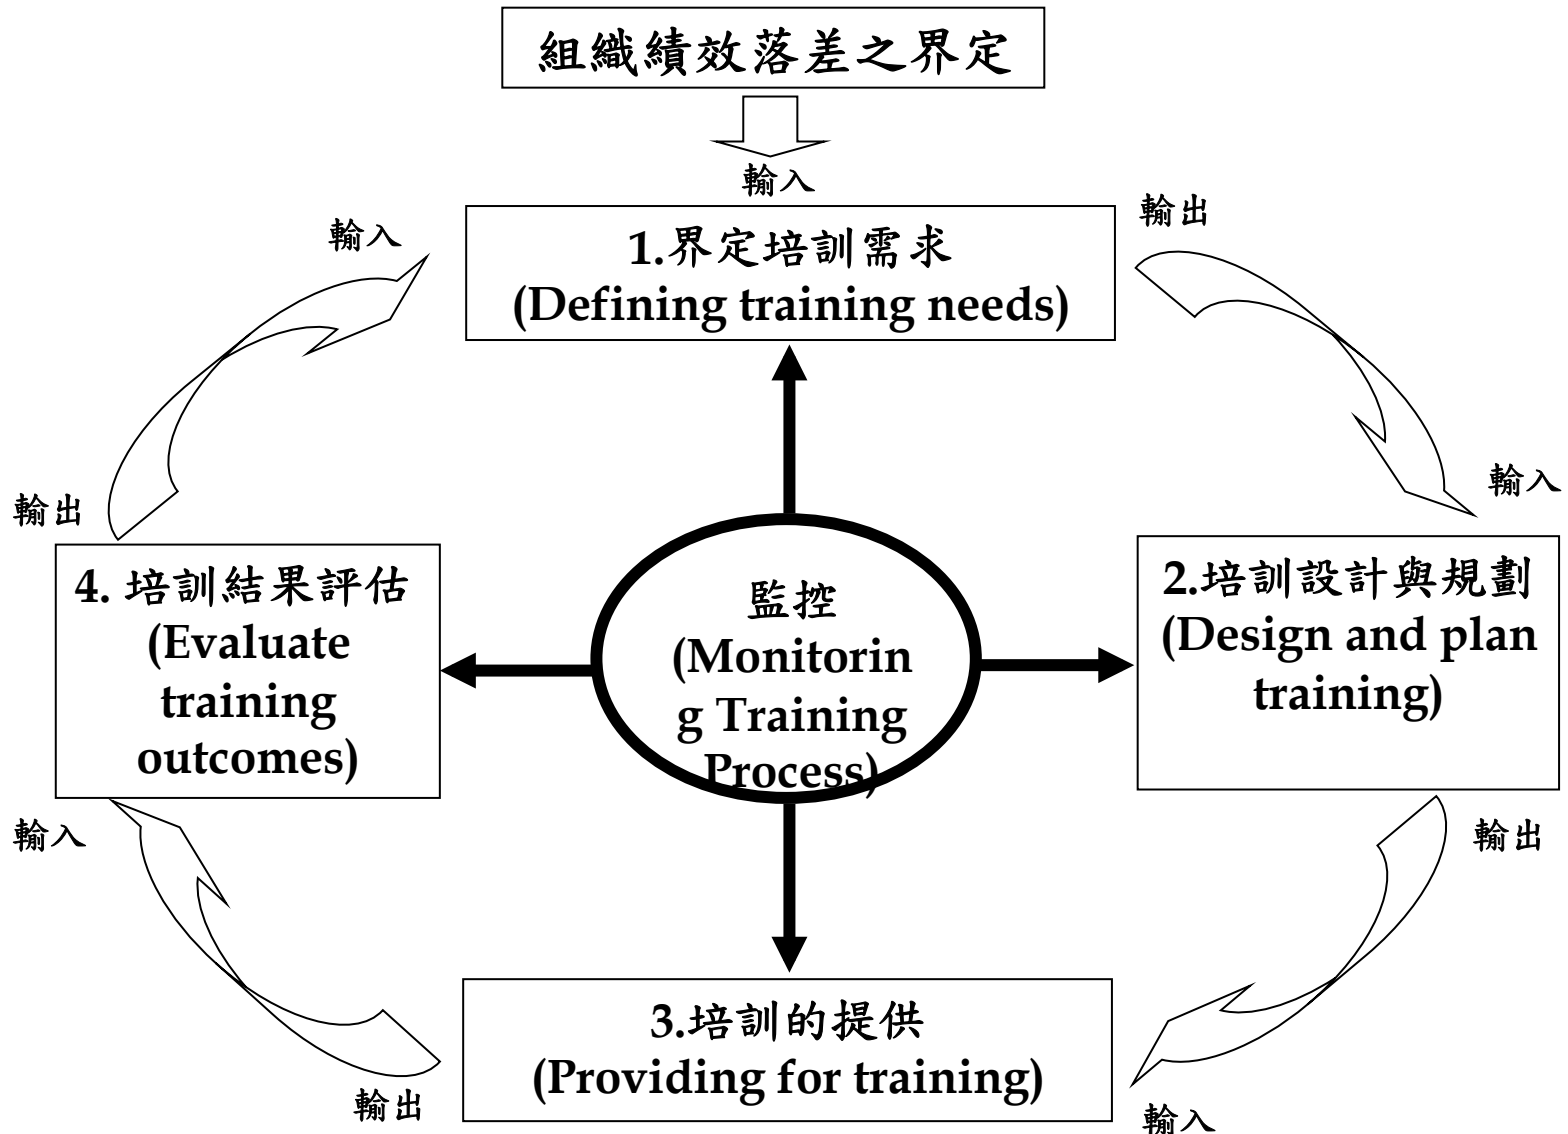 組織績效落差之界定
輸入
輸入
輸出
1.界定培訓需求
(Defining training needs)
輸入
輸出
4. 培訓結果評估
(Evaluate
training
outcomes)
監控
(Monitorin
g Training
Process)
2.培訓設計與規劃
(Design and plan
training)
輸入
輸出
3.培訓的提供
(Providing for training)
輸出
輸入